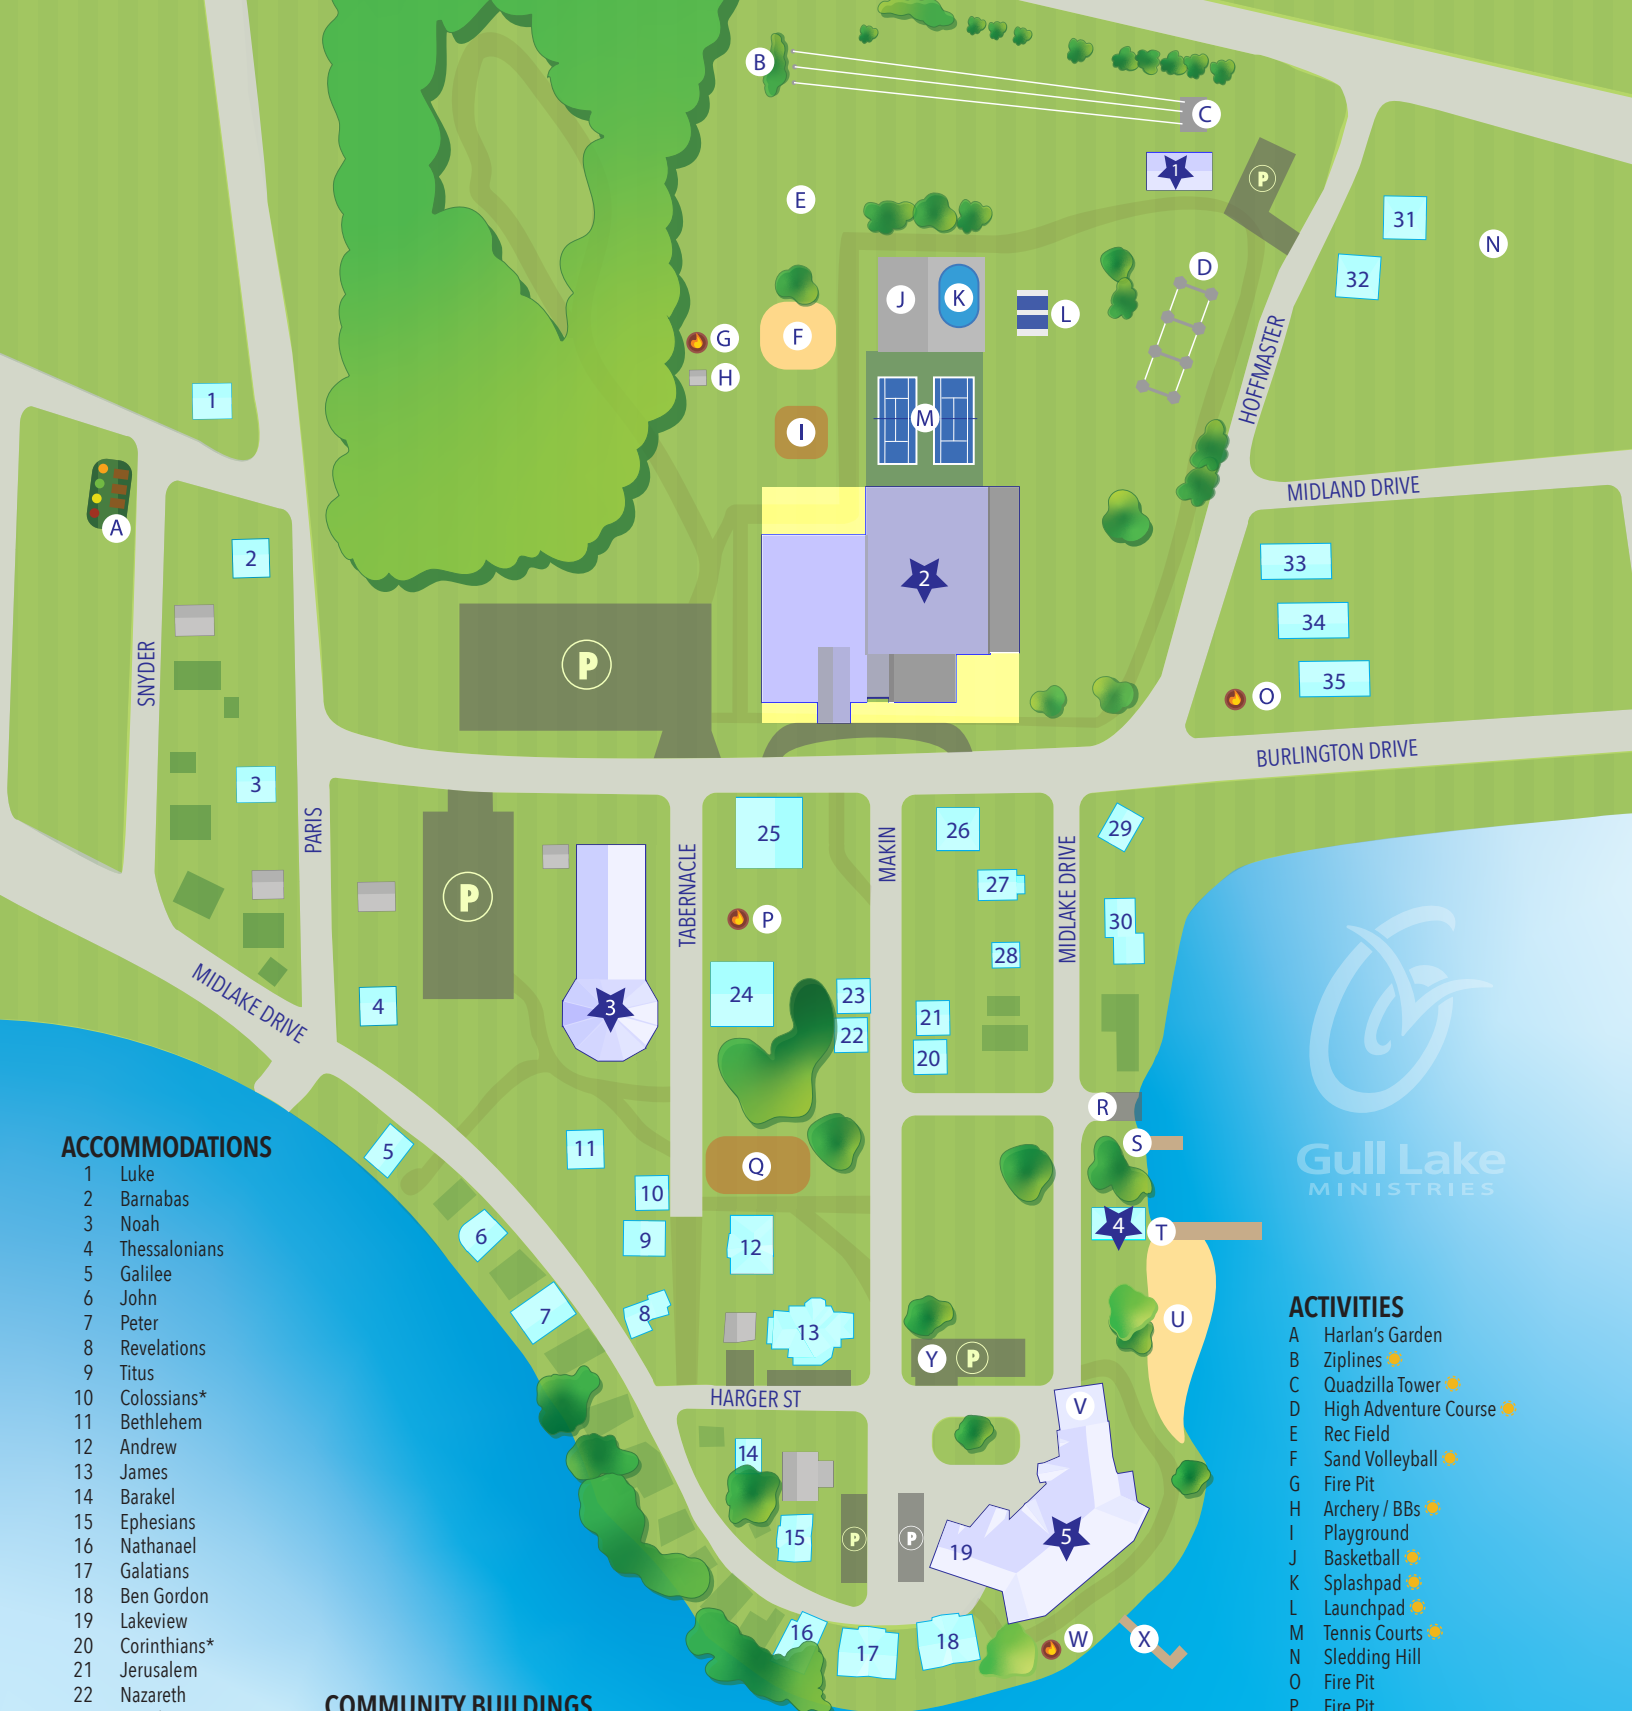 B
C
1
P
E
31
N
D
32
J
K
L
G
F
H
HOFFMASTER
1
M
I
MIDLAND DRIVE
A
2
33
2
34
P
SNYDER
35
O
BURLINGTON DRIVE
3
PARIS
25
MAKIN
26
29
MIDLAKE DRIVE
TABERNACLE
27
P
P
30
28
MIDLAKE DRIVE
4
3
24
23
21
22
20
R
S
Gull Lake
MINISTRIES
5
11
Q
10
6
9
12
4
T
7
8
13
U
Y
P
HARGER ST
V
14
15
P
P
19
5
16
17
18
W
X
ACCOMMODATIONS
1 Luke
2 Barnabas
3 Noah
4 Thessalonians
5 Galilee
6 John
7 Peter
8 Revelations
9 Titus
10 Colossians*
11 Bethlehem
12 Andrew
13 James
14 Barakel
15 Ephesians
16 Nathanael
17 Galatians
18 Ben Gordon
19 Lakeview
20 Corinthians*
21 Jerusalem
22 Nazareth
COMMUNITY BUILDINGS
ACTIVITIES
A Harlan's Garden
B Ziplines
C Quadzilla Tower
D High Adventure Course
E Rec Field
F Sand Volleyball
G Fire Pit
H Archery / BBs
I Playground
J Basketball
K Splashpad
L Launchpad
M Tennis Courts
N Sledding Hill
O Fire Pit
P Fire Pit